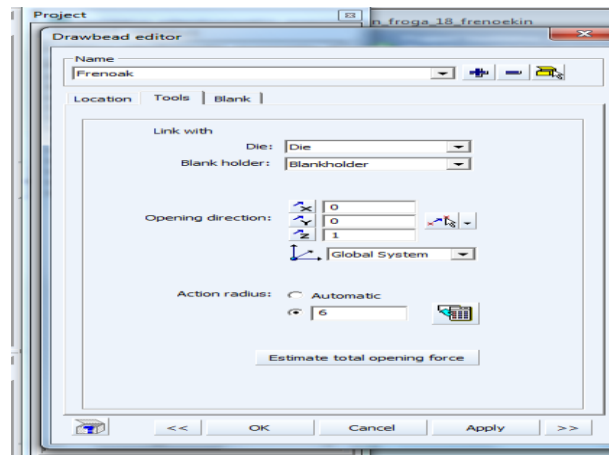 Project
n_froga_18_frenoekin
Drawbead editor
Name
Frenoak
Location Tools Blank
Link with
Die: Die
Blank holder: Blankholder
Opening direction:
X 0
Y 0
Z 1
Global System
Action radius: Automatic
6
Estimate total opening force
<< OK Cancel Apply >>